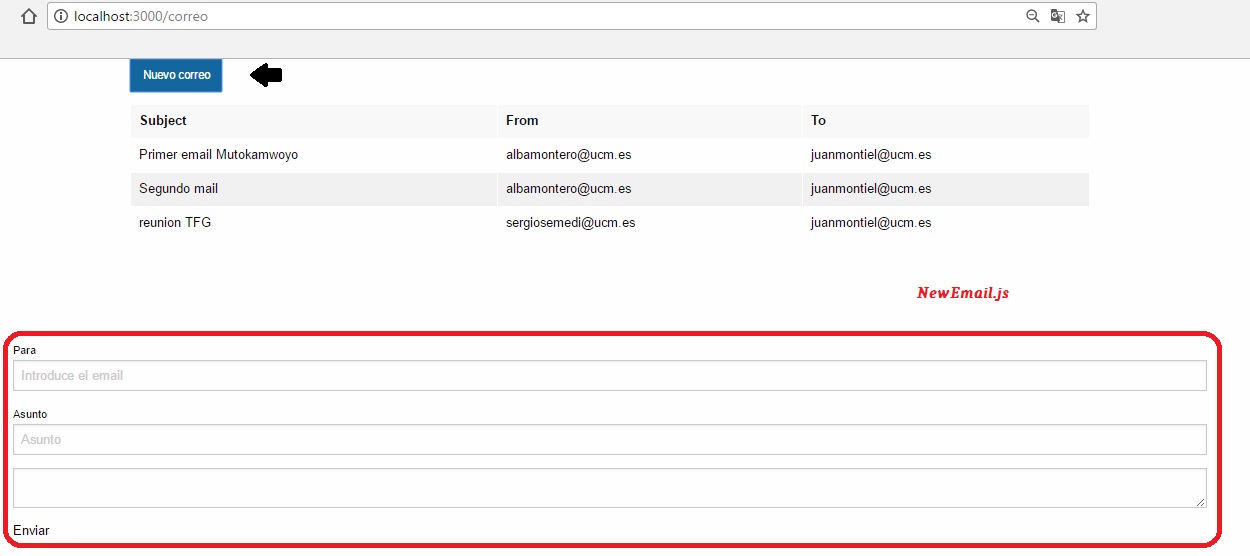 localhost:3000/correo
Nuevo correo
Subject From To
Primer email Mutokamwoyo albamontero@ucm.es juanmontiel@ucm.es
Segundo mail albamontero@ucm.es juanmontiel@ucm.es
reunion TFG sergiosemedi@ucm.es juanmontiel@ucm.es
NewEmail.js
Para
Introduce el email
Asunto
Asunto
Enviar